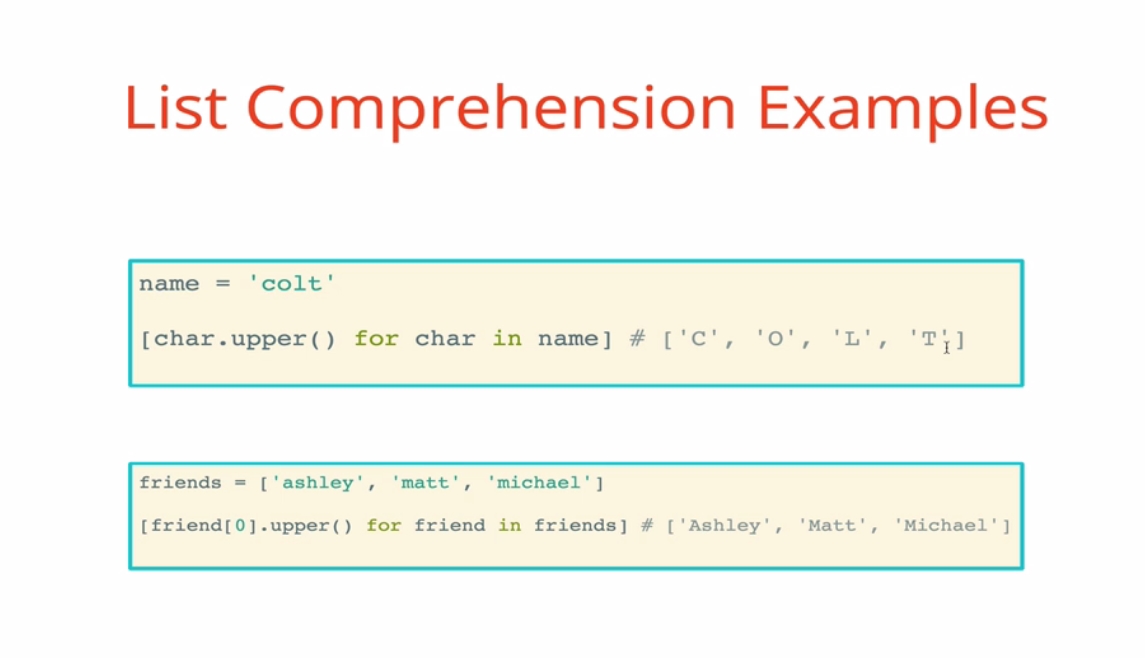 List Comprehension Examples
name = 'colt'
[char.upper() for char in name] # ['C', 'O', 'L', 'T']
friends = ['ashley', 'matt', 'michael']
[friend[0].upper() for friend in friends] # ['Ashley', 'Matt', 'Michael']